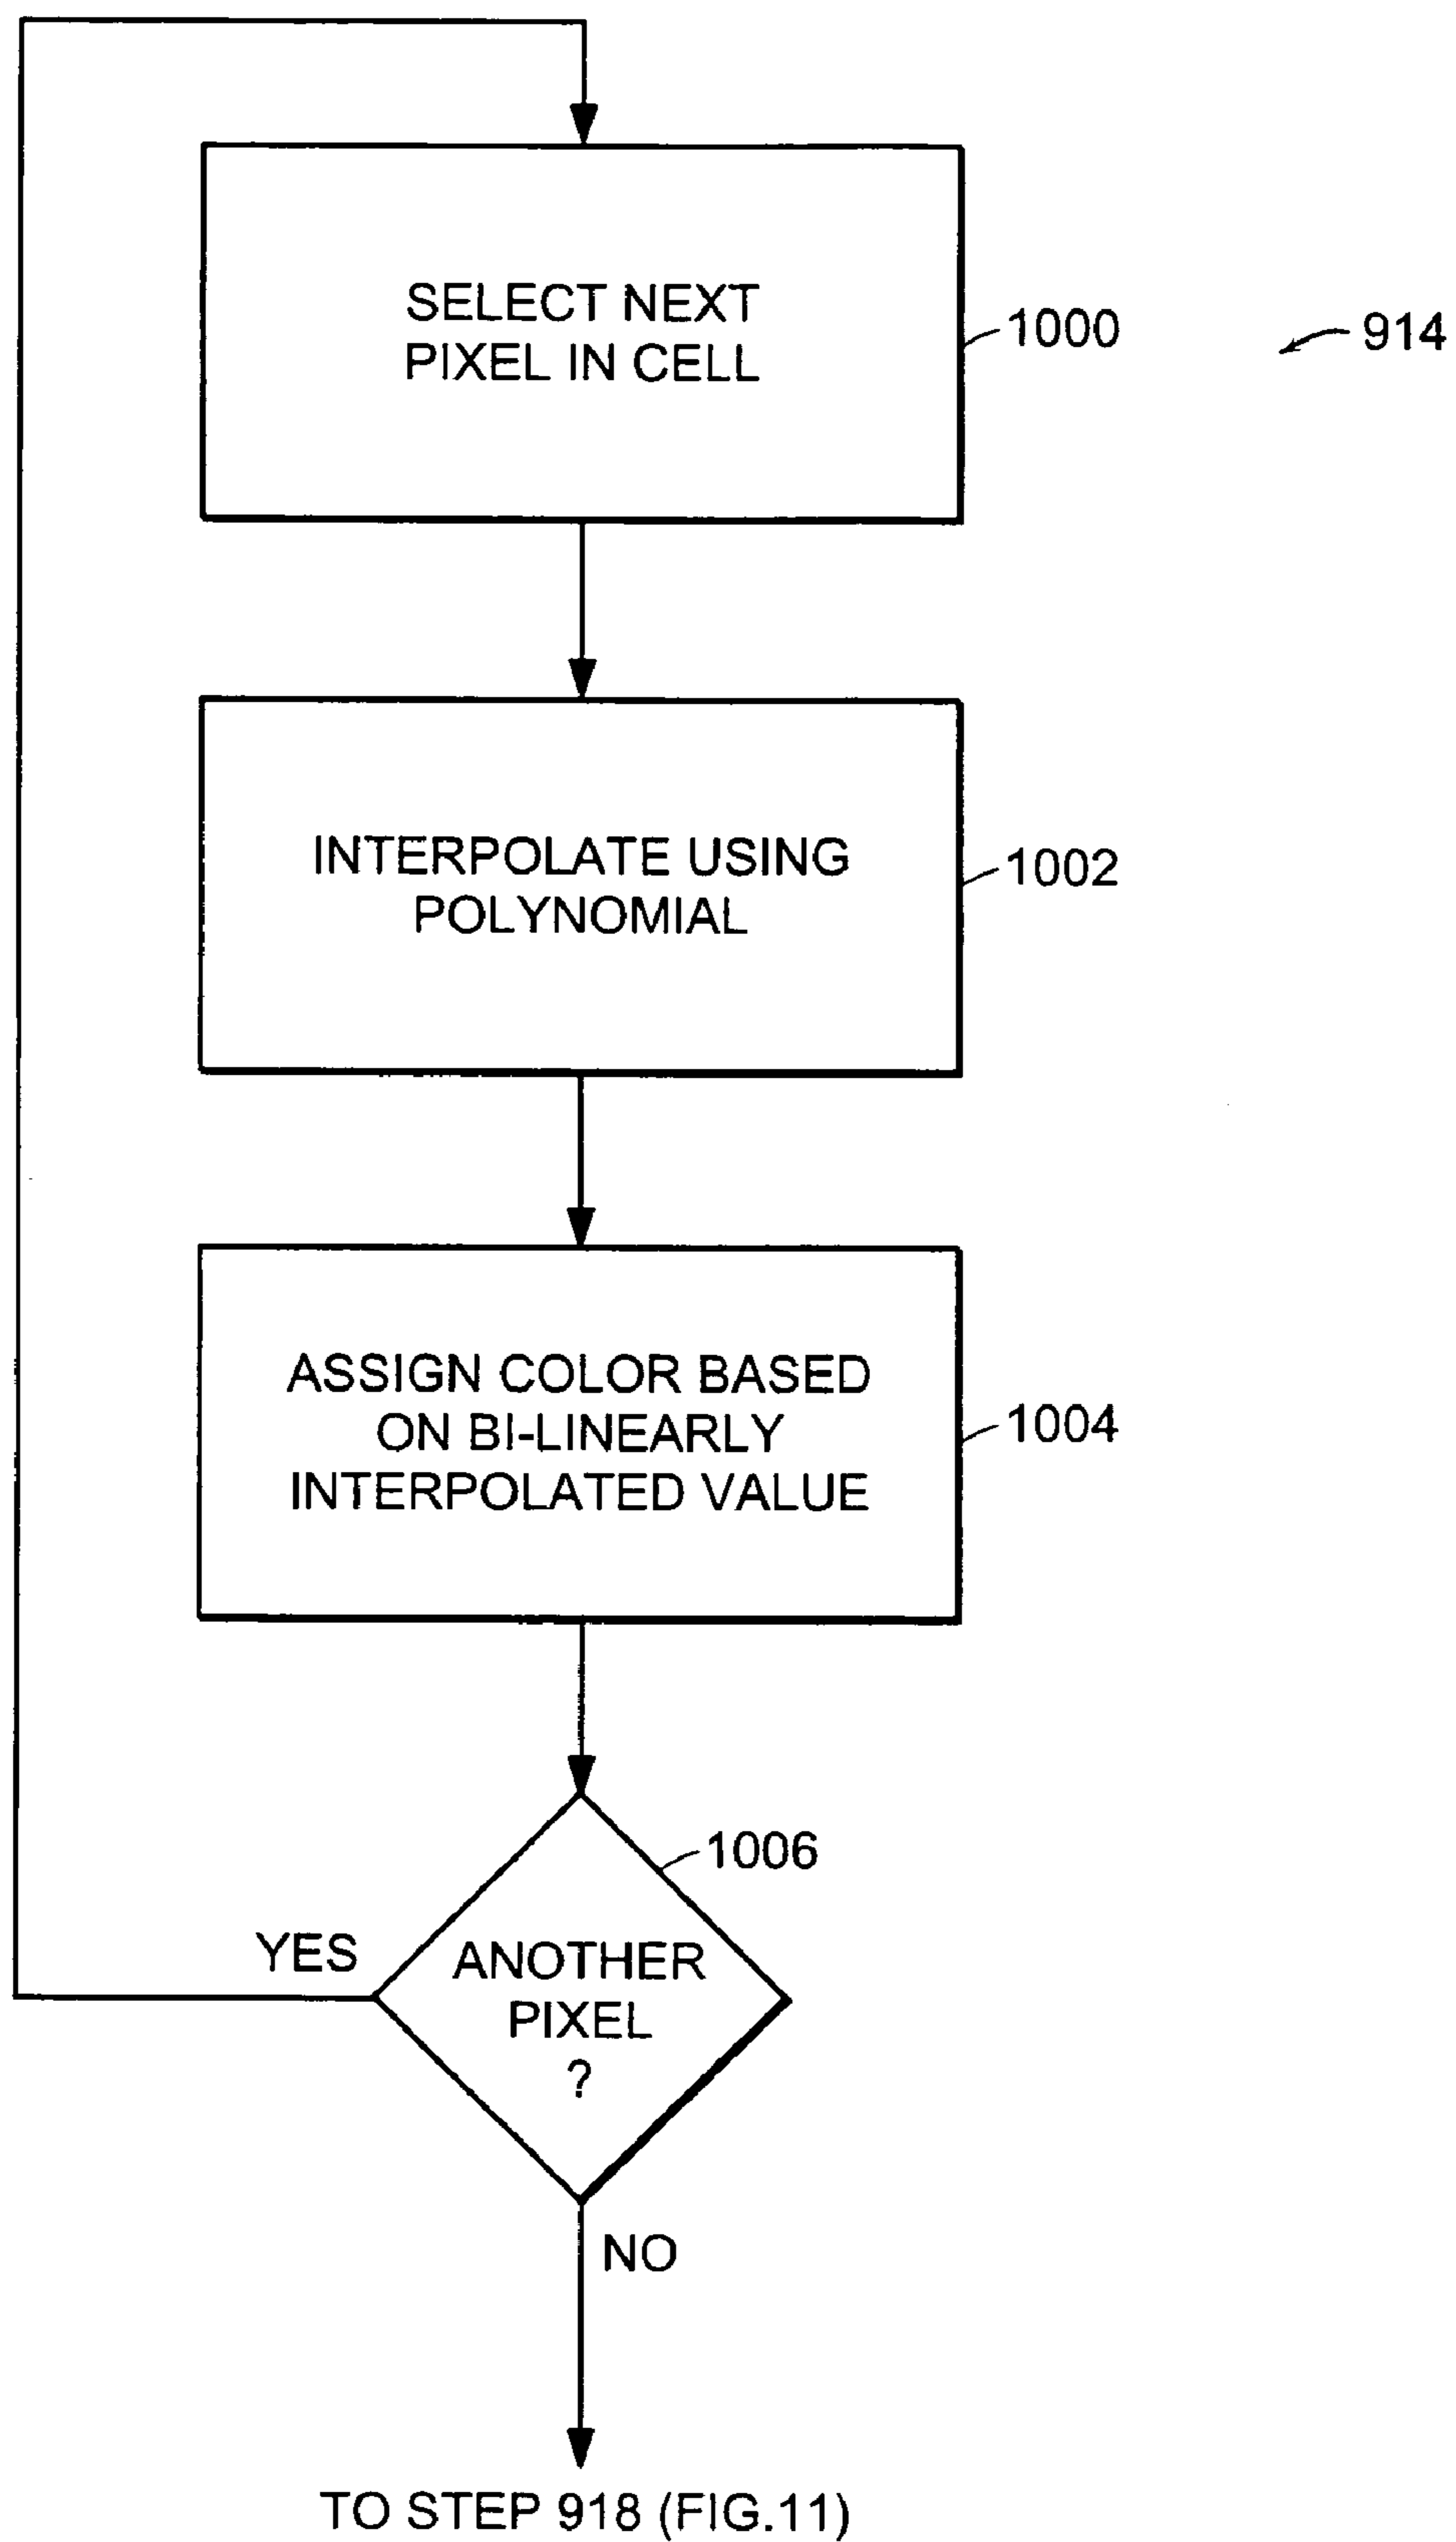 SELECT NEXT
PIXEL IN CELL
1000
914
INTERPOLATE USING
POLYNOMIAL
1002
ASSIGN COLOR BASED
ON BI-LINEARLY
INTERPOLATED VALUE
1004
1006
YES
ANOTHER
PIXEL
?
NO
TO STEP 918 (FIG.11)